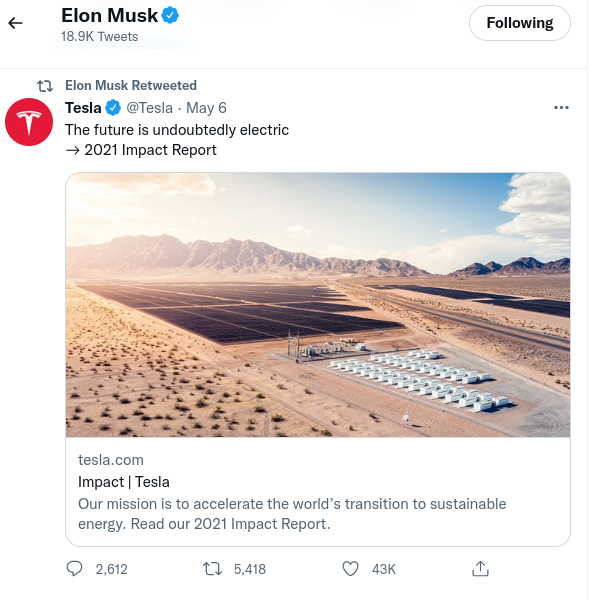 Elon Musk
18.9K Tweets
Following
Elon Musk Retweeted
Tesla @Tesla · May 6
The future is undoubtedly electric
→ 2021 Impact Report
tesla.com
Impact | Tesla
Our mission is to accelerate the world's transition to sustainable
energy. Read our 2021 Impact Report.
2,612 5,418 43K